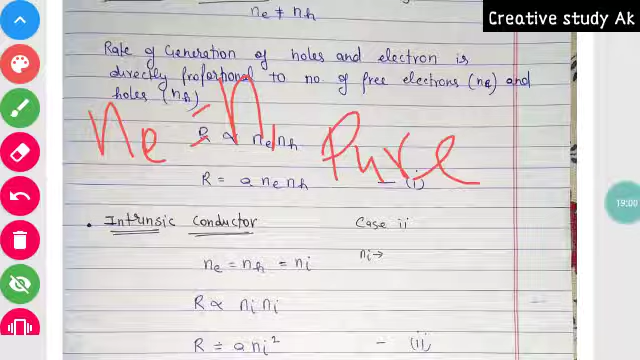 Creative study Ak
ne ≠ nh
Rate of Generation of holes and electron is
directly proportional to no. of free electrons (ne) and
holes (nh)
R ∝ ne nh
ne = n, Pure
R = a ne nh — (i)
• Intrinsic conductor Case ii
ne = nh = ni ni →
R ∝ ni ni
R = a ni² — (ii)
19:00